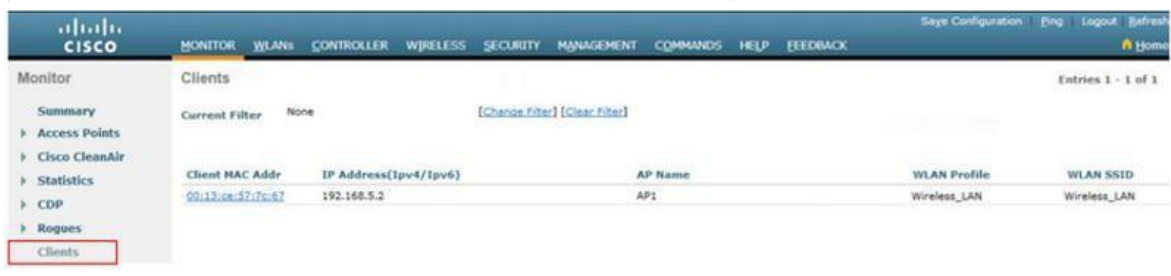 Save Configuration Ping Logout Refresh
CISCO MONITOR WLANs CONTROLLER WIRELESS SECURITY MANAGEMENT COMMANDS HELP FEEDBACK Home
Monitor Clients Entries 1 - 1 of 1
Summary
Current Filter None [Change Filter] [Clear Filter]
Access Points
Cisco CleanAir
Statistics
Client MAC Addr IP Address(Ipv4/Ipv6) AP Name WLAN Profile WLAN SSID
00:13:ce:57:7c:67 192.168.5.2 AP1 Wireless_LAN Wireless_LAN
CDP
Rogues
Clients